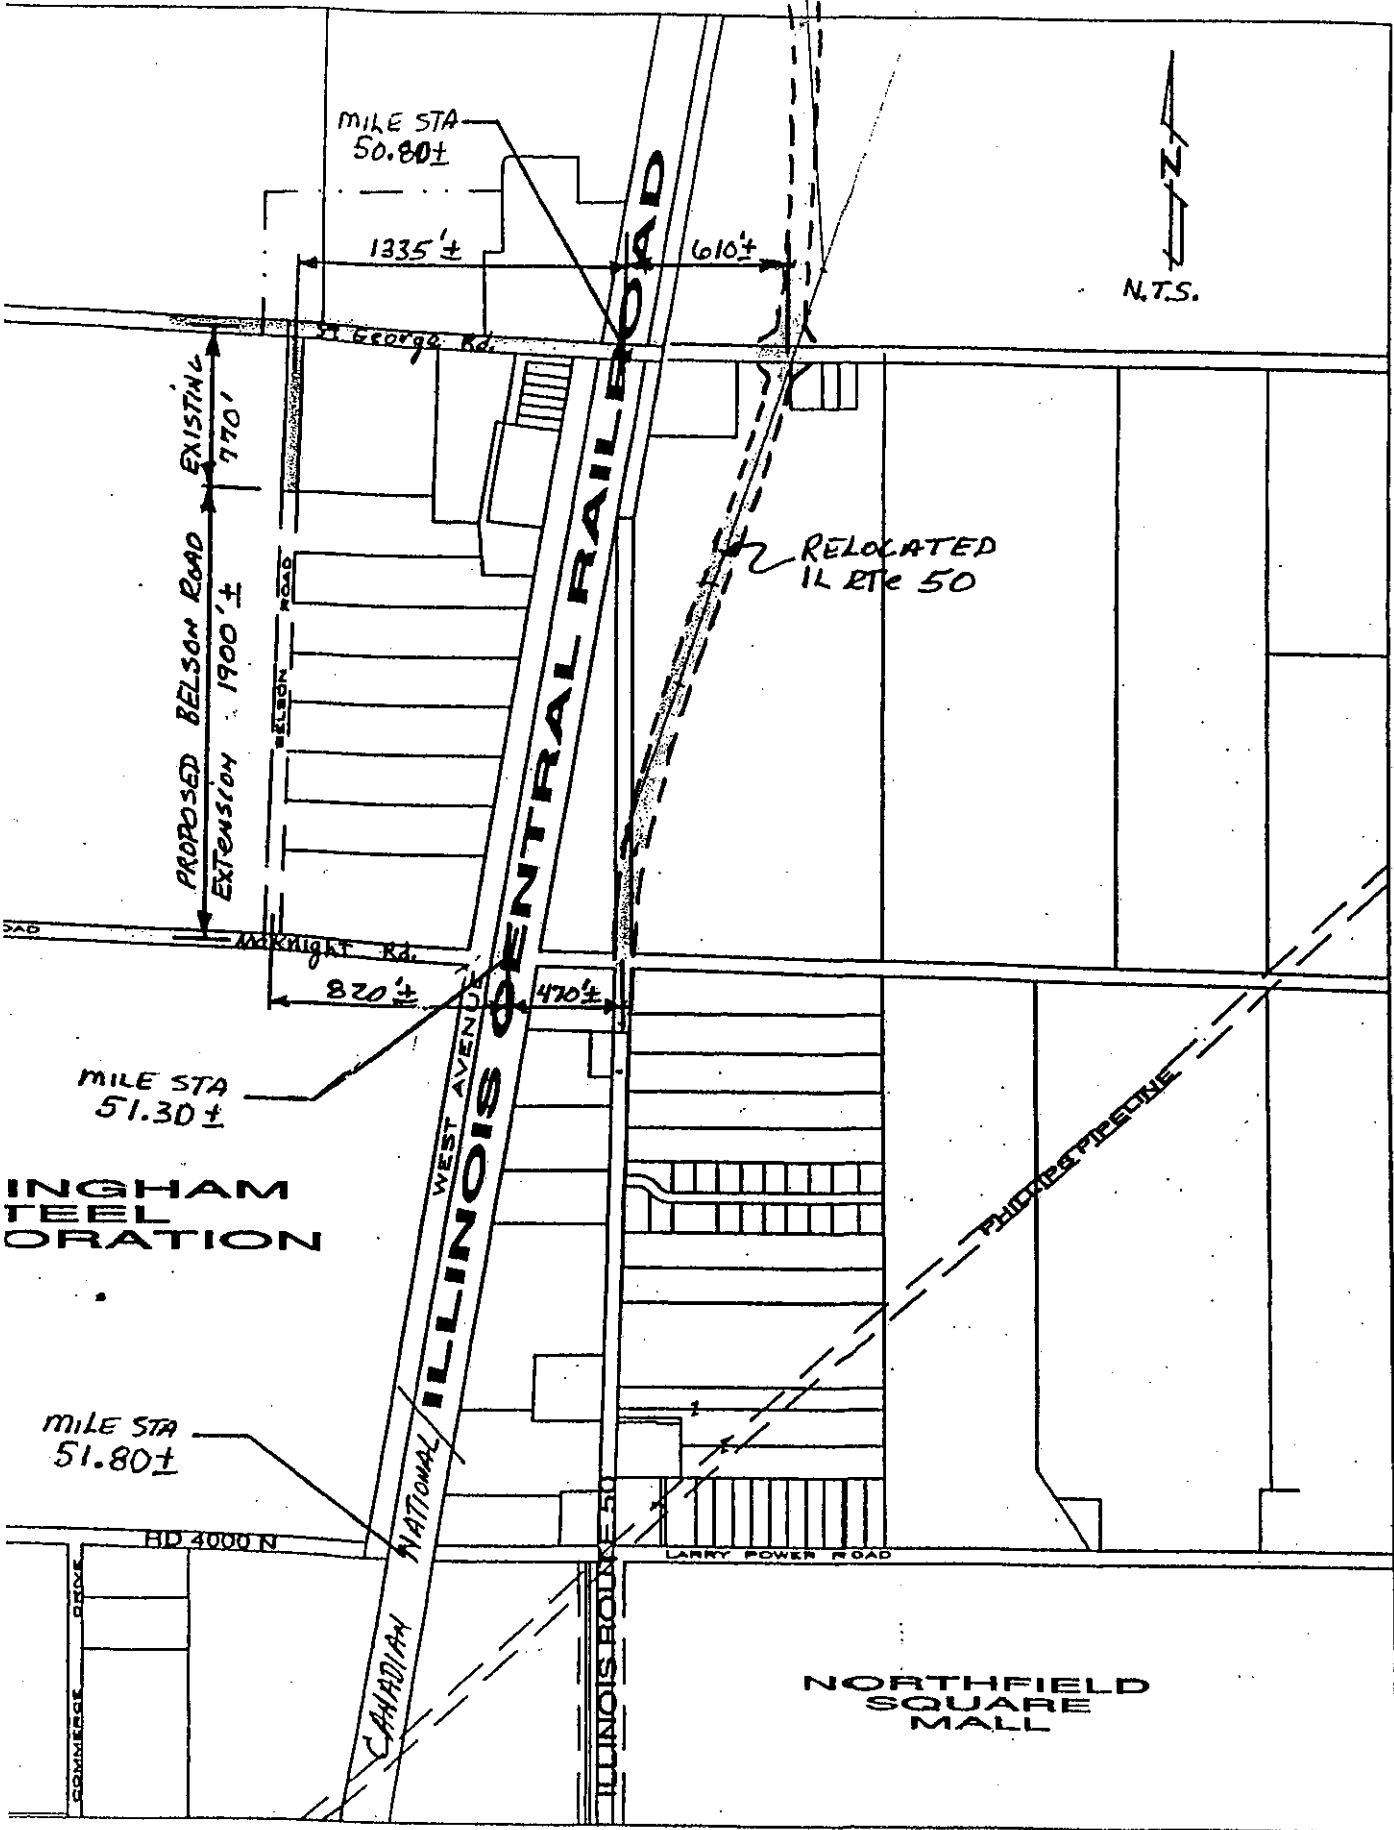 MILE STA
50.80±
1335'±
610'±
N
N.T.S.
St George Rd.
EXISTING
770'
RELOCATED
IL RTe 50
PROPOSED BELSON ROAD
EXTENSION 1900'±
BELSON ROAD
ILLINOIS CENTRAL RAILROAD
OAD
McKnight Rd.
820'±
470'±
WEST AVENUE
MILE STA
51.30±
PHILLIPS PIPELINE
INGHAM
TEEL
ORATION
MILE STA
51.80±
CANADIAN NATIONAL
HD 4000 N
LARRY POWER ROAD
COMMERCE DRIVE
ILLINOIS ROUTE 50
NORTHFIELD
SQUARE
MALL